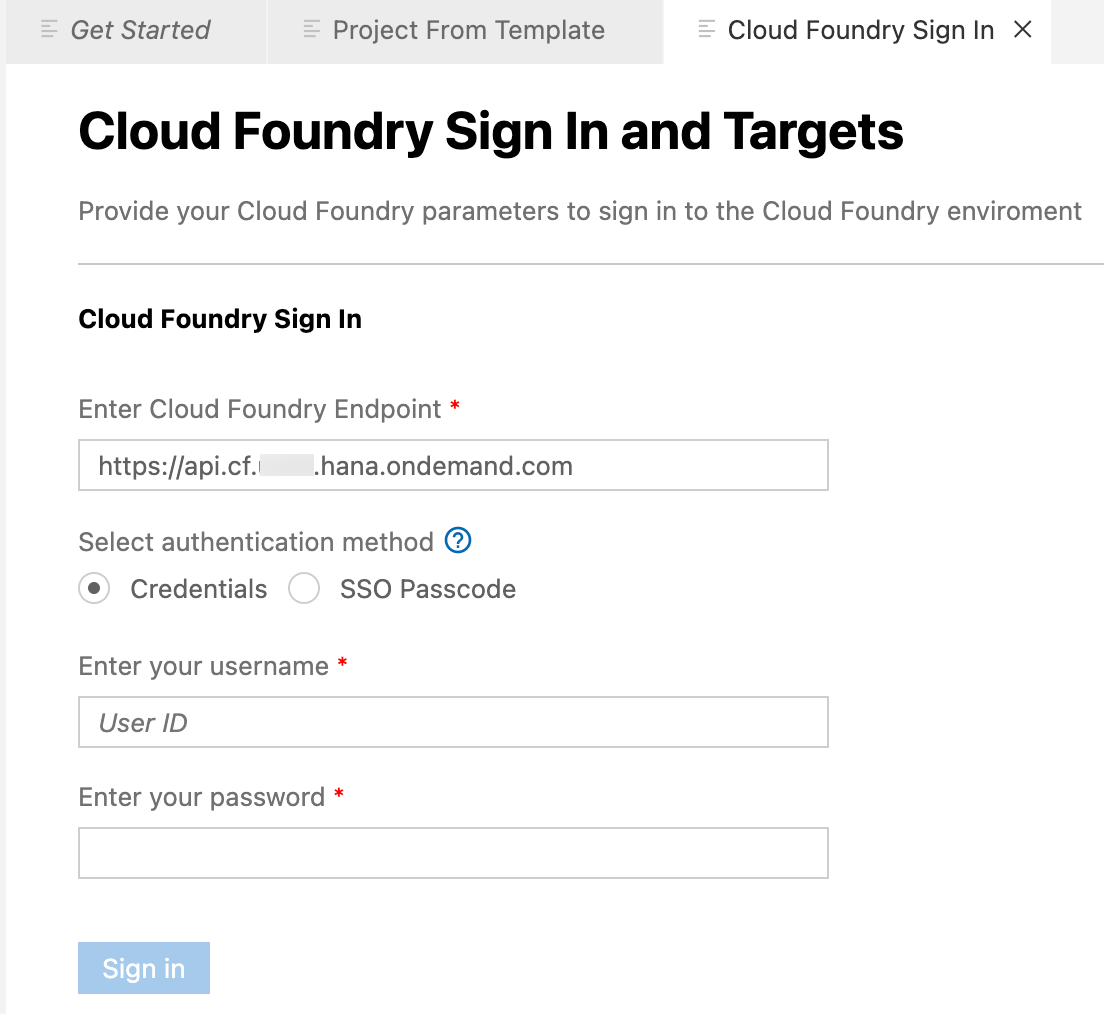 Get Started
Project From Template
Cloud Foundry Sign In
Cloud Foundry Sign In and Targets
Provide your Cloud Foundry parameters to sign in to the Cloud Foundry enviroment
Cloud Foundry Sign In
Enter Cloud Foundry Endpoint *
https://api.cf. .hana.ondemand.com
Select authentication method ?
Credentials
SSO Passcode
Enter your username *
User ID
Enter your password *
Sign in